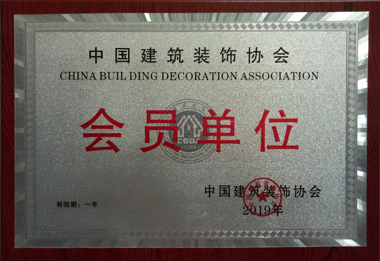 中国建筑装饰协会
CHINA BUIL DING DECORATION ASSOCIATION
会员单位
CBDA
中国建筑装饰协会
有效期：一年
2019年